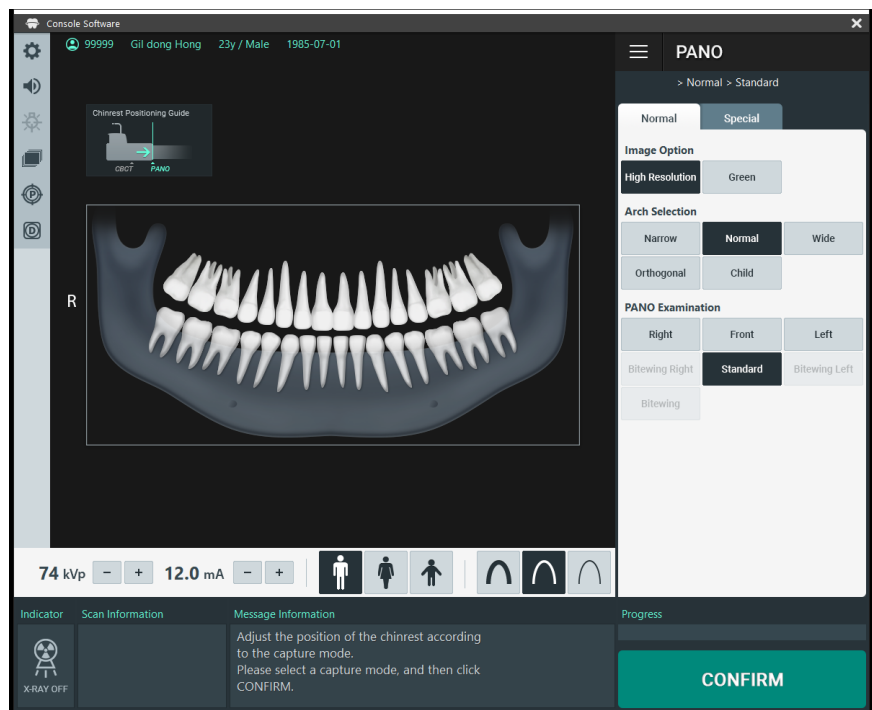 Console Software
99999 Gil dong Hong 23y / Male 1985-07-01
PANO
> Normal > Standard
Chinrest Positioning Guide
CBCT PANO
R
P
D
Normal Special
Image Option
High Resolution Green
Arch Selection
Narrow Normal Wide
Orthogonal Child
PANO Examination
Right Front Left
Bitewing Right Standard Bitewing Left
Bitewing
74 kVp − + 12.0 mA − +
Indicator Scan Information Message Information Progress
X-RAY OFF
Adjust the position of the chinrest according
to the capture mode.
Please select a capture mode, and then click
CONFIRM.
CONFIRM